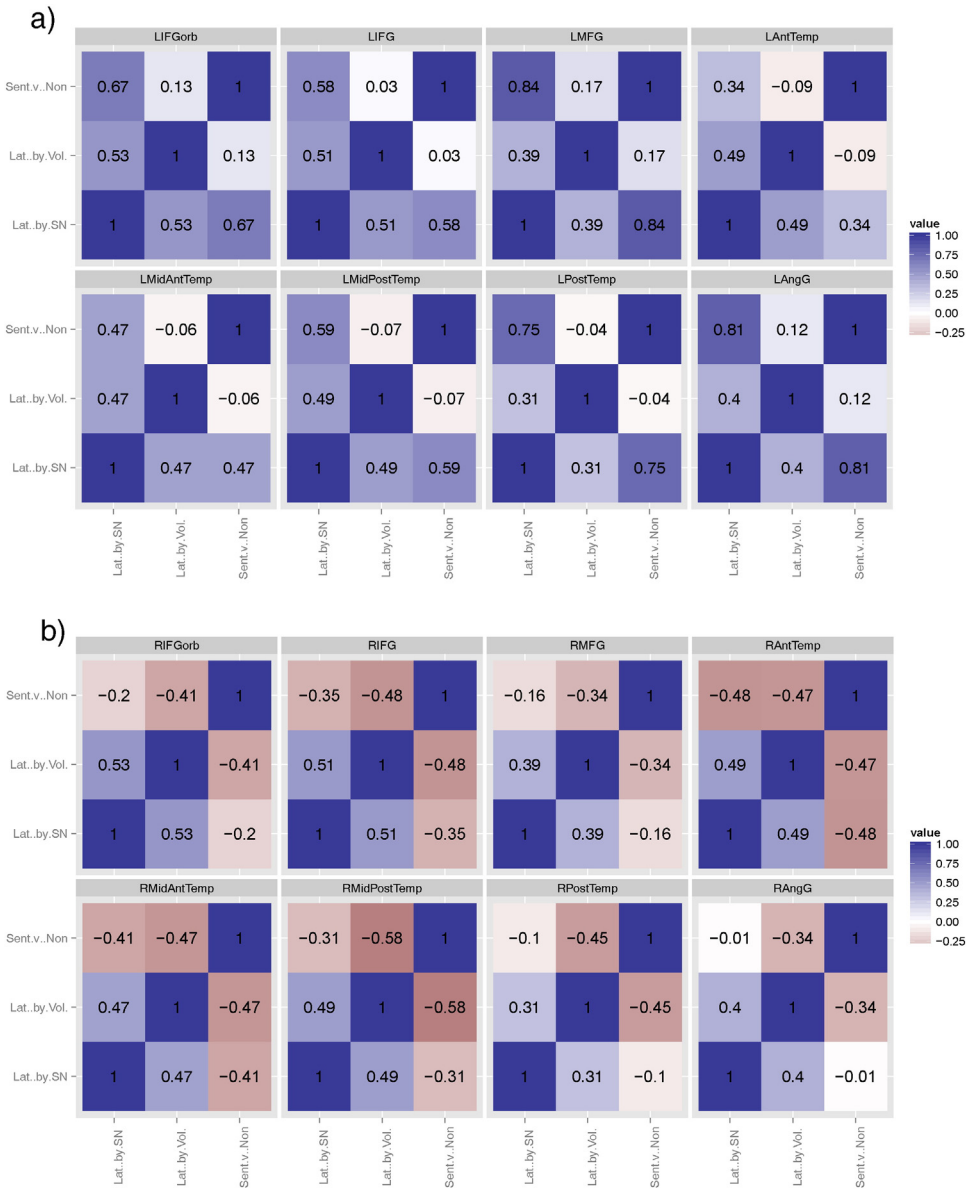 a)
LIFGorb LIFG LMFG LAntTemp
Sent.v..Non 0.67 0.13 1 0.58 0.03 1 0.84 0.17 1 0.34 −0.09 1
Lat..by.Vol. 0.53 1 0.13 0.51 1 0.03 0.39 1 0.17 0.49 1 −0.09
Lat..by.SN 1 0.53 0.67 1 0.51 0.58 1 0.39 0.84 1 0.49 0.34
value
1.00
0.75
0.50
0.25
0.00
−0.25
LMidAntTemp LMidPostTemp LPostTemp LAngG
Sent.v..Non 0.47 −0.06 1 0.59 −0.07 1 0.75 −0.04 1 0.81 0.12 1
Lat..by.Vol. 0.47 1 −0.06 0.49 1 −0.07 0.31 1 −0.04 0.4 1 0.12
Lat..by.SN 1 0.47 0.47 1 0.49 0.59 1 0.31 0.75 1 0.4 0.81
Lat..by.SN Lat..by.Vol. Sent.v..Non Lat..by.SN Lat..by.Vol. Sent.v..Non Lat..by.SN Lat..by.Vol. Sent.v..Non Lat..by.SN Lat..by.Vol. Sent.v..Non
b)
RIFGorb RIFG RMFG RAntTemp
Sent.v..Non −0.2 −0.41 1 −0.35 −0.48 1 −0.16 −0.34 1 −0.48 −0.47 1
Lat..by.Vol. 0.53 1 −0.41 0.51 1 −0.48 0.39 1 −0.34 0.49 1 −0.47
Lat..by.SN 1 0.53 −0.2 1 0.51 −0.35 1 0.39 −0.16 1 0.49 −0.48
value
1.00
0.75
0.50
0.25
0.00
−0.25
RMidAntTemp RMidPostTemp RPostTemp RAngG
Sent.v..Non −0.41 −0.47 1 −0.31 −0.58 1 −0.1 −0.45 1 −0.01 −0.34 1
Lat..by.Vol. 0.47 1 −0.47 0.49 1 −0.58 0.31 1 −0.45 0.4 1 −0.34
Lat..by.SN 1 0.47 −0.41 1 0.49 −0.31 1 0.31 −0.1 1 0.4 −0.01
Lat..by.SN Lat..by.Vol. Sent.v..Non Lat..by.SN Lat..by.Vol. Sent.v..Non Lat..by.SN Lat..by.Vol. Sent.v..Non Lat..by.SN Lat..by.Vol. Sent.v..Non